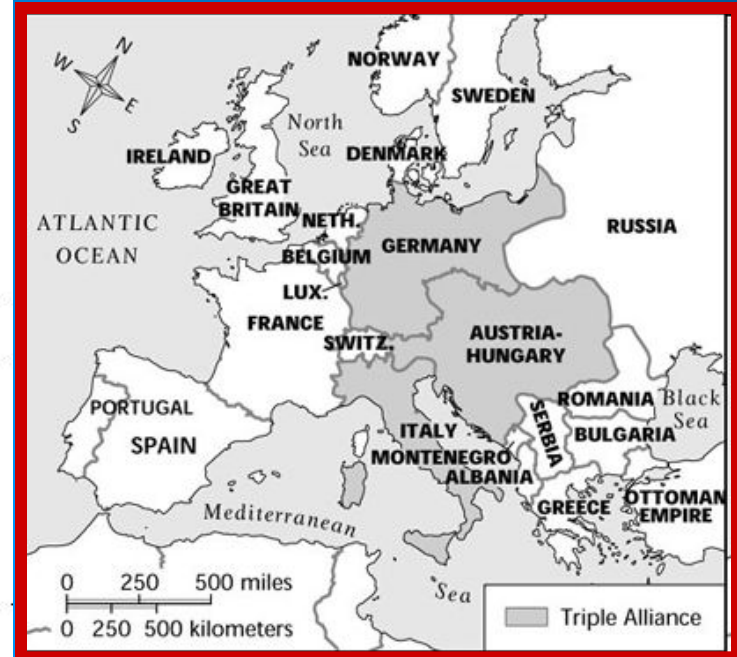 N
W
E
S
NORWAY
SWEDEN
North
Sea
DENMARK
IRELAND
GREAT
BRITAIN
NETH.
ATLANTIC
OCEAN
RUSSIA
GERMANY
BELGIUM
LUX.
FRANCE
SWITZ.
AUSTRIA-
HUNGARY
ROMANIA
Black
Sea
PORTUGAL
SPAIN
ITALY
SERBIA
BULGARIA
MONTENEGRO
ALBANIA
GREECE
OTTOMAN
EMPIRE
Mediterranean
Sea
0 250 500 miles
0 250 500 kilometers
Triple Alliance